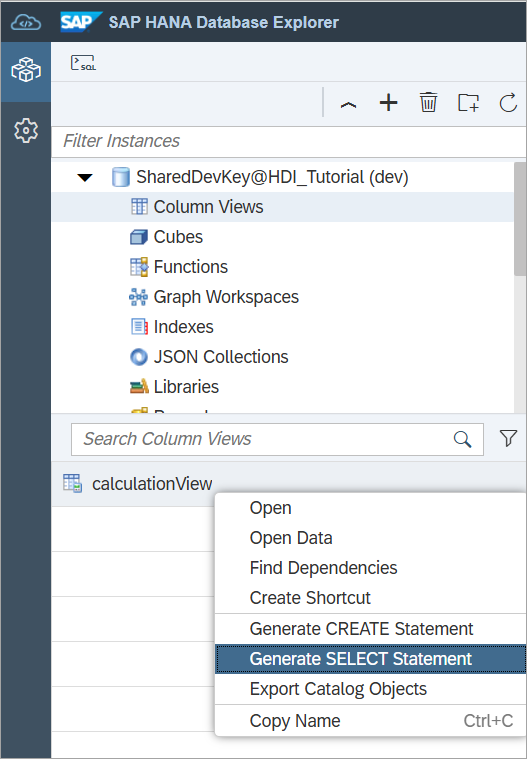 SAP SAP HANA Database Explorer
SQL
Filter Instances
SharedDevKey@HDI_Tutorial (dev)
Column Views
Cubes
Functions
Graph Workspaces
Indexes
JSON Collections
Libraries
Search Column Views
calculationView
Open
Open Data
Find Dependencies
Create Shortcut
Generate CREATE Statement
Generate SELECT Statement
Export Catalog Objects
Copy Name Ctrl+C